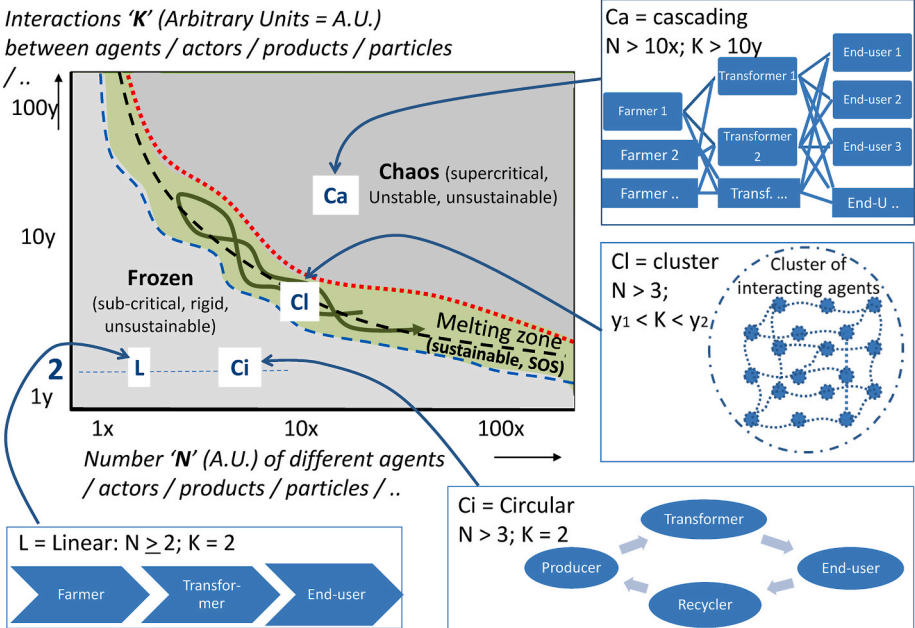 Interactions ‘K’ (Arbitrary Units = A.U.)
between agents / actors / products / particles
/ ..
100y
10y
2
1y
Chaos (supercritical,
Unstable, unsustainable)
Ca
Frozen
(sub-critical, rigid,
unsustainable)
Cl
Melting zone
(sustainable, SOS)
L
Ci
1x
10x
100x
Number ‘N’ (A.U.) of different agents
/ actors / products / particles / ..
Ca = cascading
N > 10x; K > 10y
Farmer 1
Farmer 2
Farmer ..
Transformer 1
Transformer
2
Transf. ...
End-user 1
End-user 2
End-user 3
End-U ..
Cl = cluster
N > 3;
y1 < K < y2
Cluster of
interacting agents
L = Linear: N ≥ 2; K = 2
Farmer
Transfor-
mer
End-user
Ci = Circular
N > 3; K = 2
Transformer
Producer
End-user
Recycler